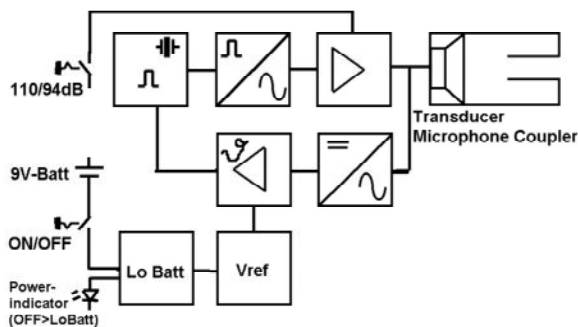 110/94dB
Transducer
Microphone Coupler
9V-Batt
ON/OFF
Lo Batt
Vref
Power-
indicator
(OFF>LoBatt)